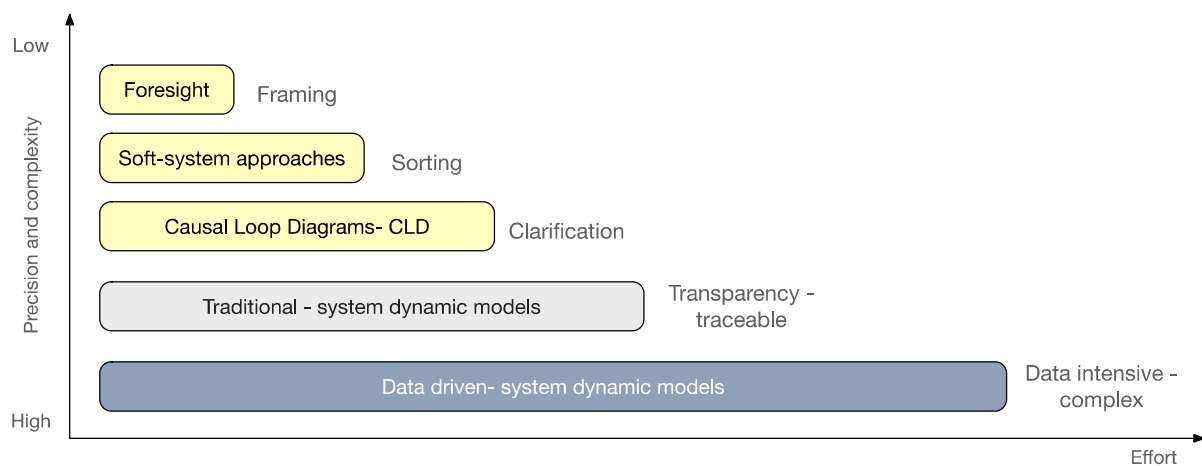 Low
Precision and complexity
High
Foresight
Framing
Soft-system approaches
Sorting
Causal Loop Diagrams- CLD
Clarification
Traditional - system dynamic models
Transparency -
traceable
Data driven- system dynamic models
Data intensive -
complex
Effort